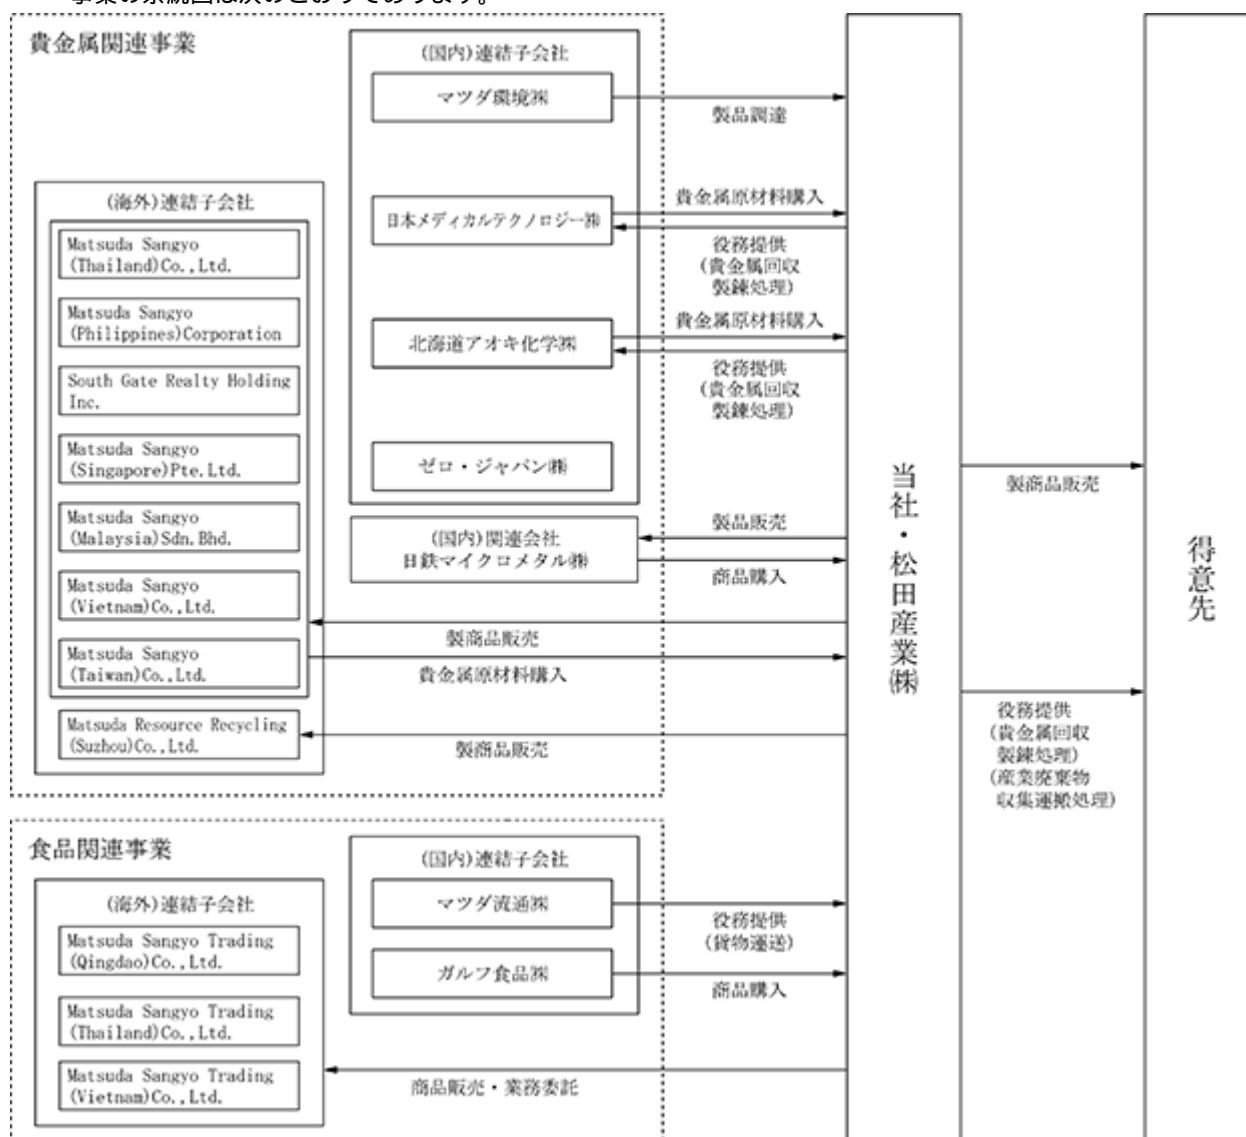 事業の系統図は次のとおりであります。
貴金属関連事業
(国内)連結子会社
マツダ環境㈱
製品調達
(海外)連結子会社
Matsuda Sangyo
(Thailand)Co.,Ltd.
Matsuda Sangyo
(Philippines)Corporation
South Gate Realty Holding
Inc.
Matsuda Sangyo
(Singapore)Pte.Ltd.
Matsuda Sangyo
(Malaysia)Sdn.Bhd.
Matsuda Sangyo
(Vietnam)Co.,Ltd.
Matsuda Sangyo
(Taiwan)Co.,Ltd.
Matsuda Resource Recycling
(Suzhou)Co.,Ltd.
日本メディカルテクノロジー㈱
貴金属原材料購入
役務提供
(貴金属回収
製錬処理)
北海道アオキ化学㈱
貴金属原材料購入
役務提供
(貴金属回収
製錬処理)
ゼロ・ジャパン㈱
(国内)関連会社
日鉄マイクロメタル㈱
製品販売
商品購入
製商品販売
貴金属原材料購入
製商品販売
当社・松田産業㈱
製商品販売
役務提供
(貴金属回収
製錬処理)
(産業廃棄物
収集運搬処理)
得意先
食品関連事業
(国内)連結子会社
マツダ流通㈱
役務提供
(貨物運送)
ガルフ食品㈱
商品購入
(海外)連結子会社
Matsuda Sangyo Trading
(Qingdao)Co.,Ltd.
Matsuda Sangyo Trading
(Thailand)Co.,Ltd.
Matsuda Sangyo Trading
(Vietnam)Co.,Ltd.
商品販売・業務委託